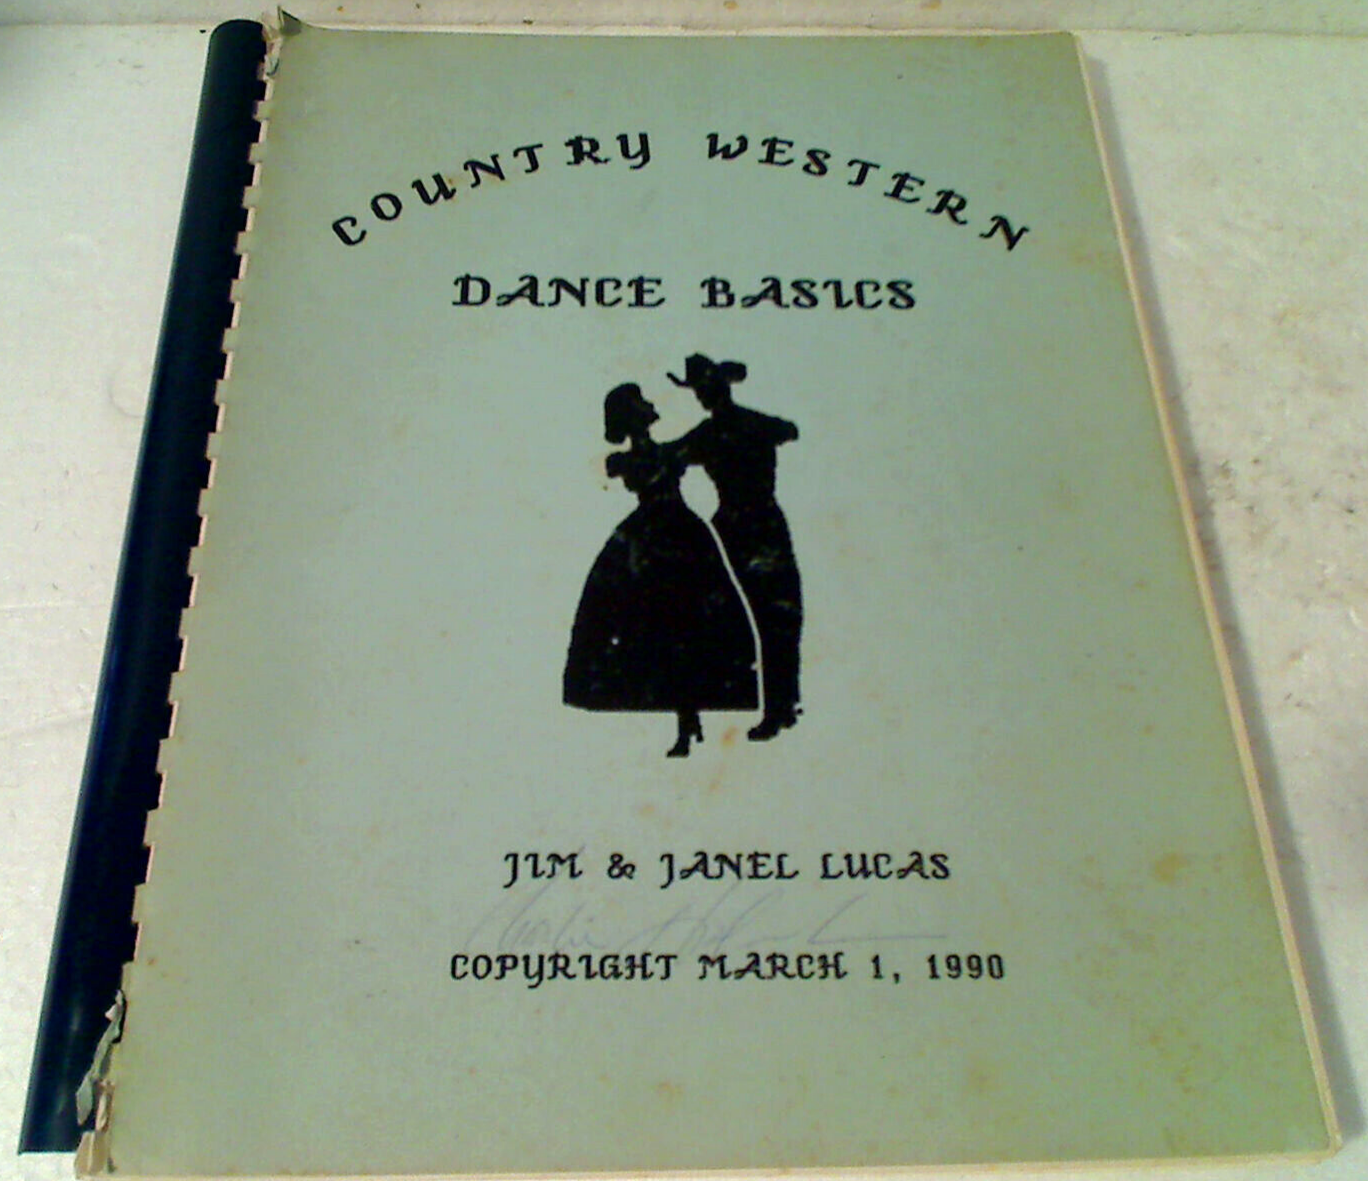 COUNTRY WESTERN
DANCE BASICS
JIM & JANEL LUCAS
COPYRIGHT MARCH 1, 1990